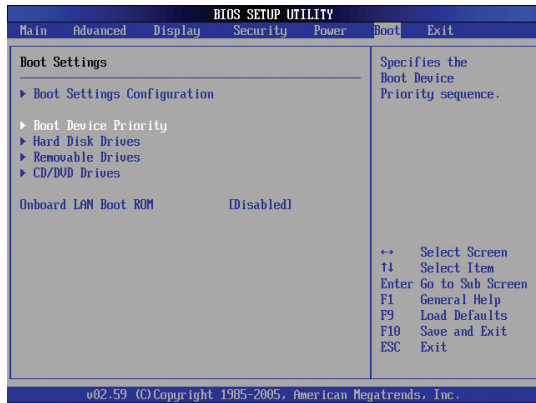 BIOS SETUP UTILITY
Main Advanced Display Security Power Boot Exit
Boot Settings
Boot Settings Configuration
Boot Device Priority
Hard Disk Drives
Removable Drives
CD/DVD Drives
Onboard LAN Boot ROM [Disabled]
Specifies the
Boot Device
Priority sequence.
↔ Select Screen
↑↓ Select Item
Enter Go to Sub Screen
F1 General Help
F9 Load Defaults
F10 Save and Exit
ESC Exit
v02.59 (C)Copyright 1985-2005, American Megatrends, Inc.